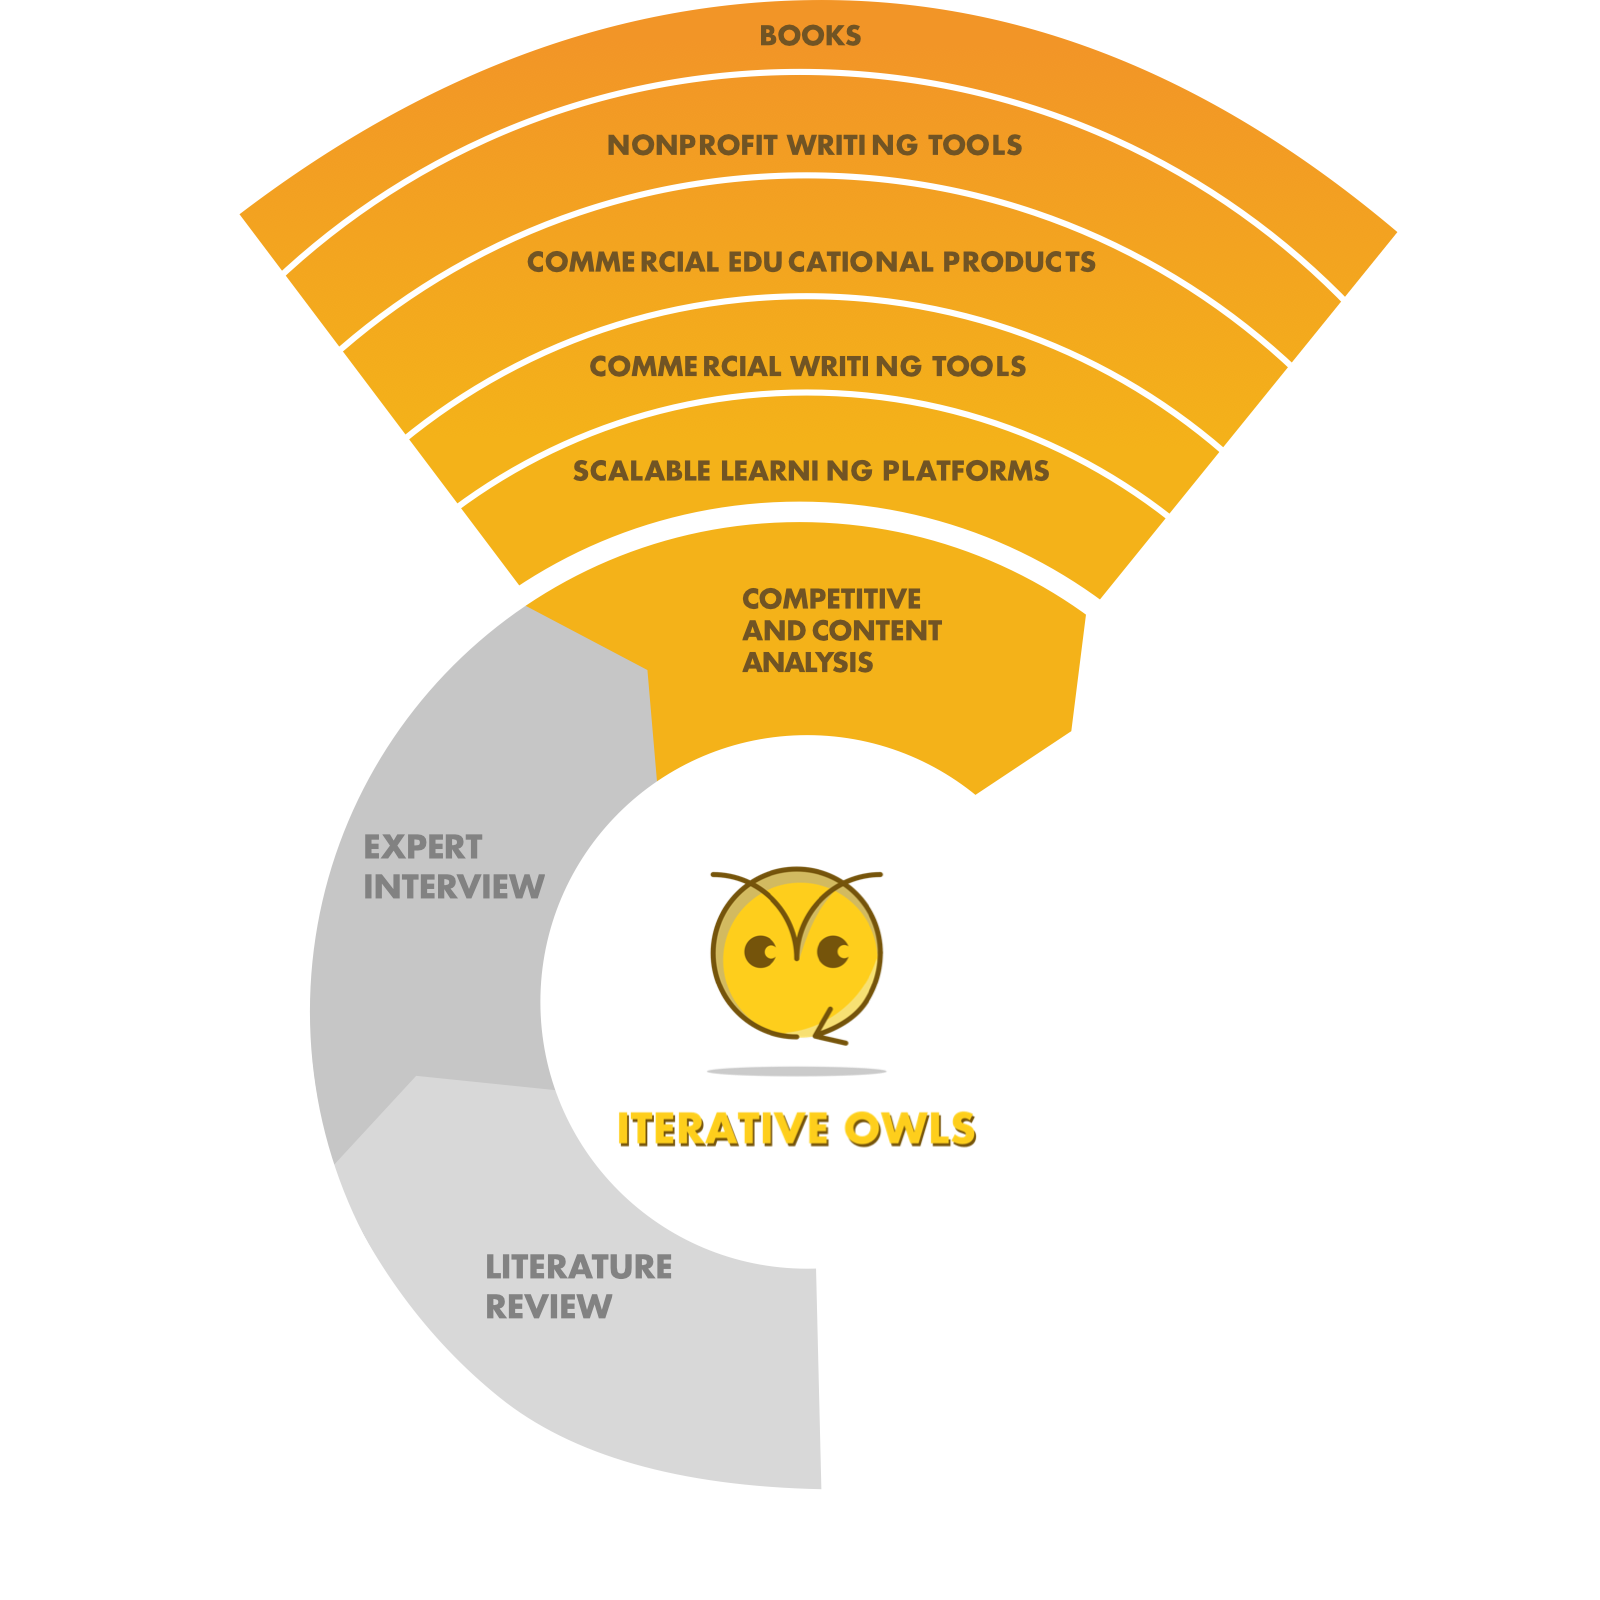 BOOKS
NONPROFIT WRITING TOOLS
COMMERCIAL EDUCATIONAL PRODUCTS
COMMERCIAL WRITING TOOLS
SCALABLE LEARNING PLATFORMS
COMPETITIVE
AND CONTENT
ANALYSIS
EXPERT
INTERVIEW
ITERATIVE OWLS
LITERATURE
REVIEW